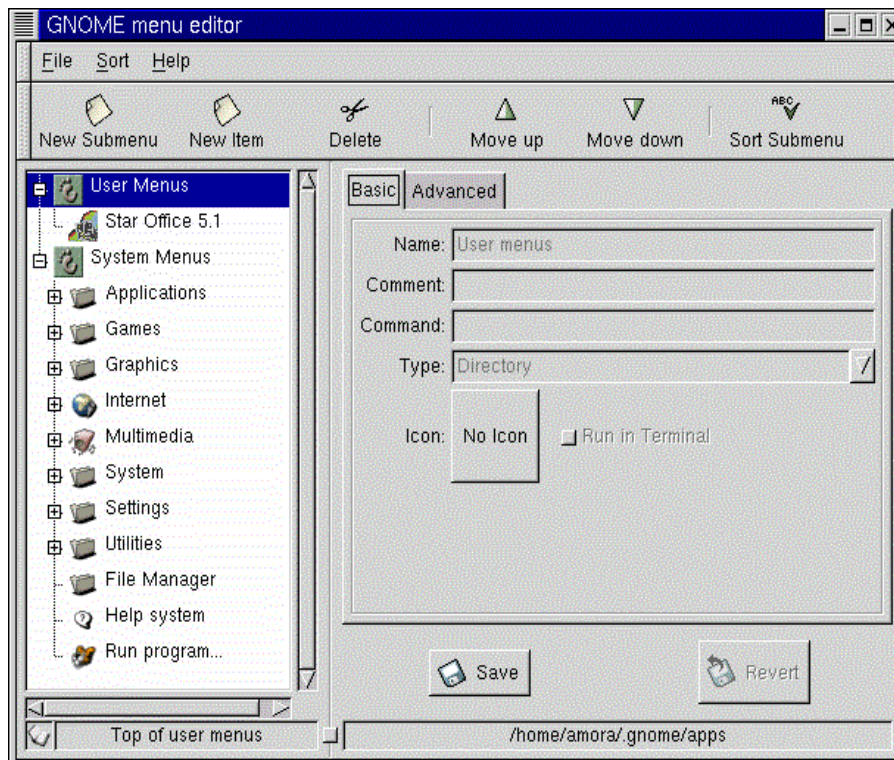 GNOME menu editor
File Sort Help
New Submenu New Item Delete Move up Move down ABC Sort Submenu
User Menus
Star Office 5.1
System Menus
Applications
Games
Graphics
Internet
Multimedia
System
Settings
Utilities
File Manager
Help system
Run program...
Basic Advanced
Name: User menus
Comment:
Command:
Type: Directory
Icon: No Icon Run in Terminal
Save Revert
Top of user menus /home/amora/.gnome/apps